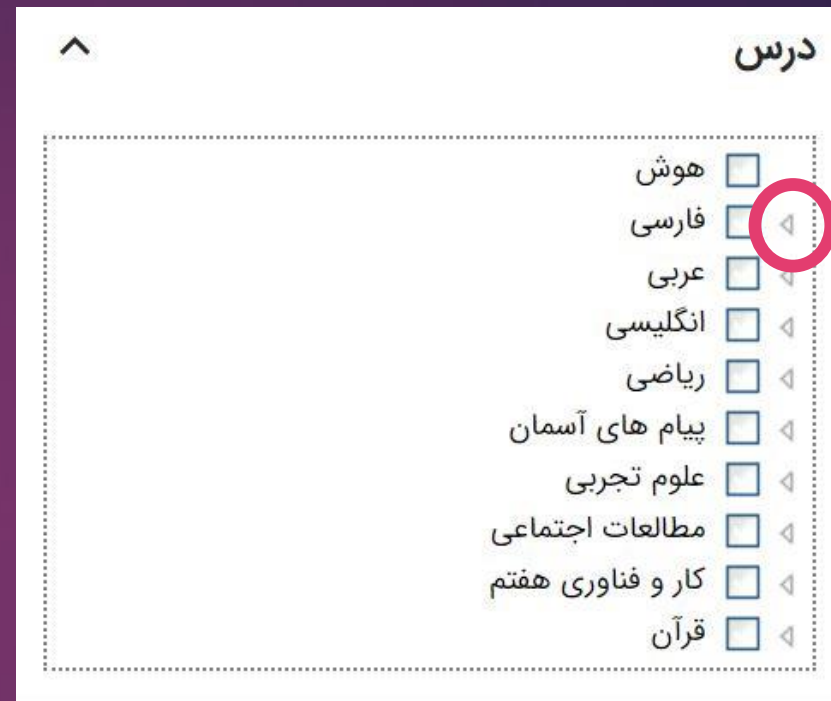 درس
هوش
فارسی
عربی
انگلیسی
ریاضی
پیام های آسمان
علوم تجربی
مطالعات اجتماعی
کار و فناوری هفتم
قرآن